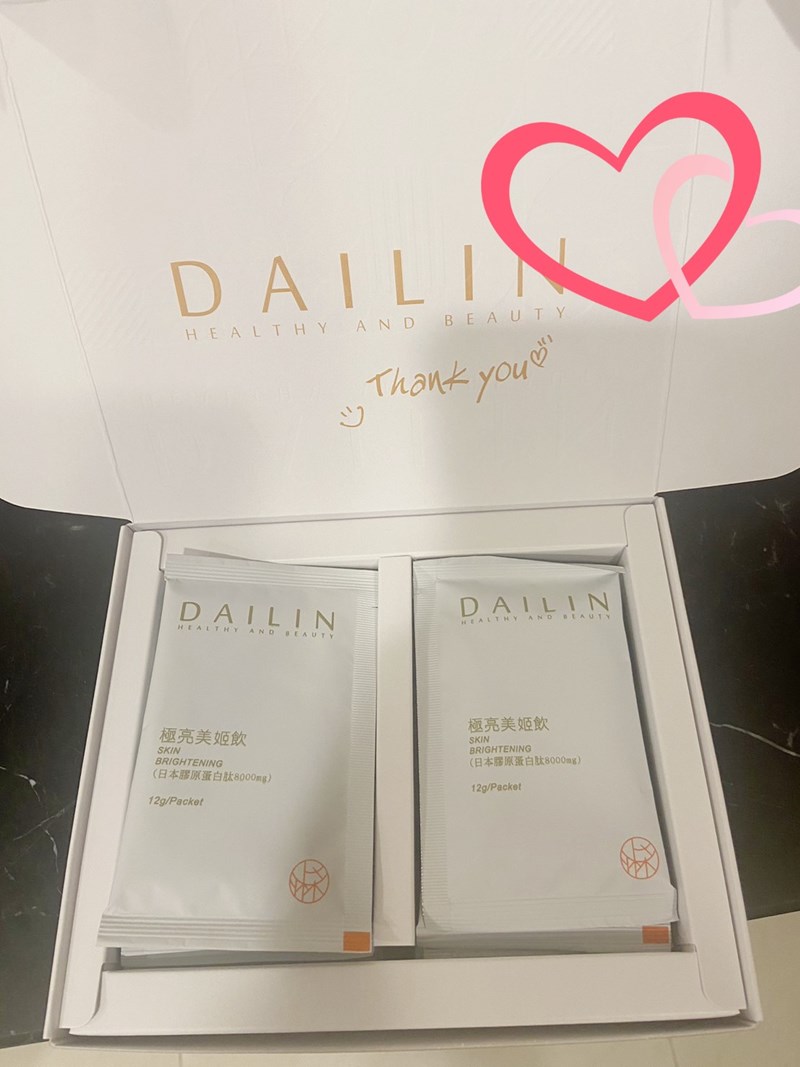 DAILIN
HEALTHY AND BEAUTY
Thank you
DAILIN
HEALTHY AND BEAUTY
極亮美姬飲
SKIN
BRIGHTENING
(日本膠原蛋白肽8000mg)
12g/Packet
DAILIN
HEALTHY AND BEAUTY
極亮美姬飲
SKIN
BRIGHTENING
(日本膠原蛋白肽8000mg)
12g/Packet